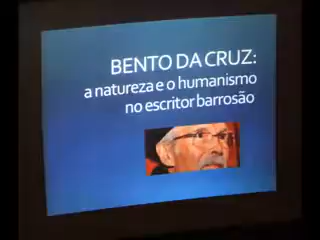 BENTO DA CRUZ:
a natureza e o humanismo
no escritor barrosão